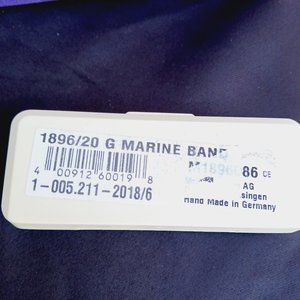 1896/20 G MARINE BAND
M1896 86 CE
AG
singen
Hand Made in Germany
4 00912 60019 8
1-005.211-2018/6